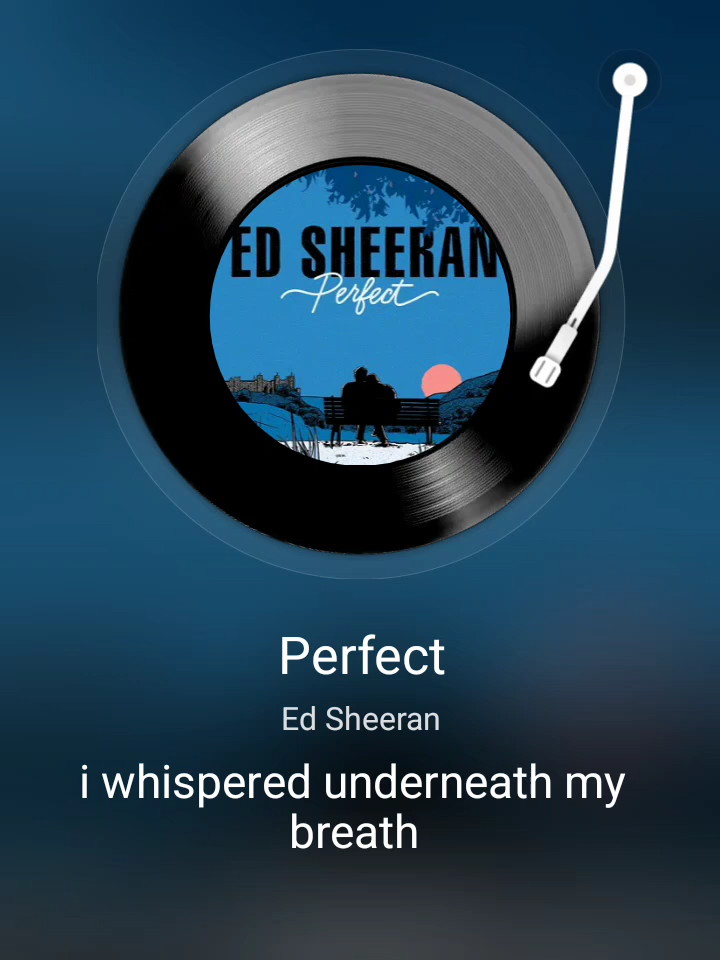 ED SHEERAN
Perfect
Perfect
Ed Sheeran
i whispered underneath my
breath